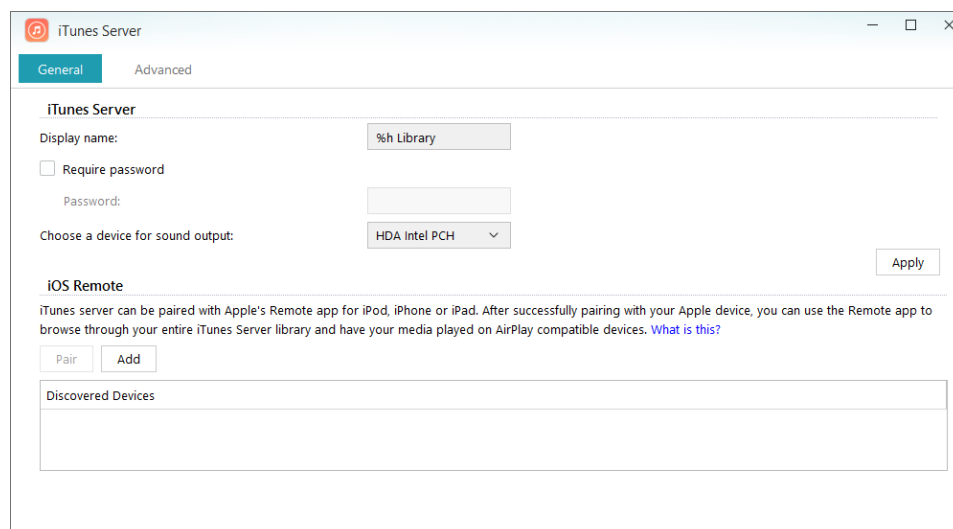 iTunes Server
General
Advanced
iTunes Server
Display name:
%h Library
Require password
Password:
Choose a device for sound output:
HDA Intel PCH
Apply
iOS Remote
iTunes server can be paired with Apple's Remote app for iPod, iPhone or iPad. After successfully pairing with your Apple device, you can use the Remote app to
browse through your entire iTunes Server library and have your media played on AirPlay compatible devices. What is this?
Pair
Add
Discovered Devices